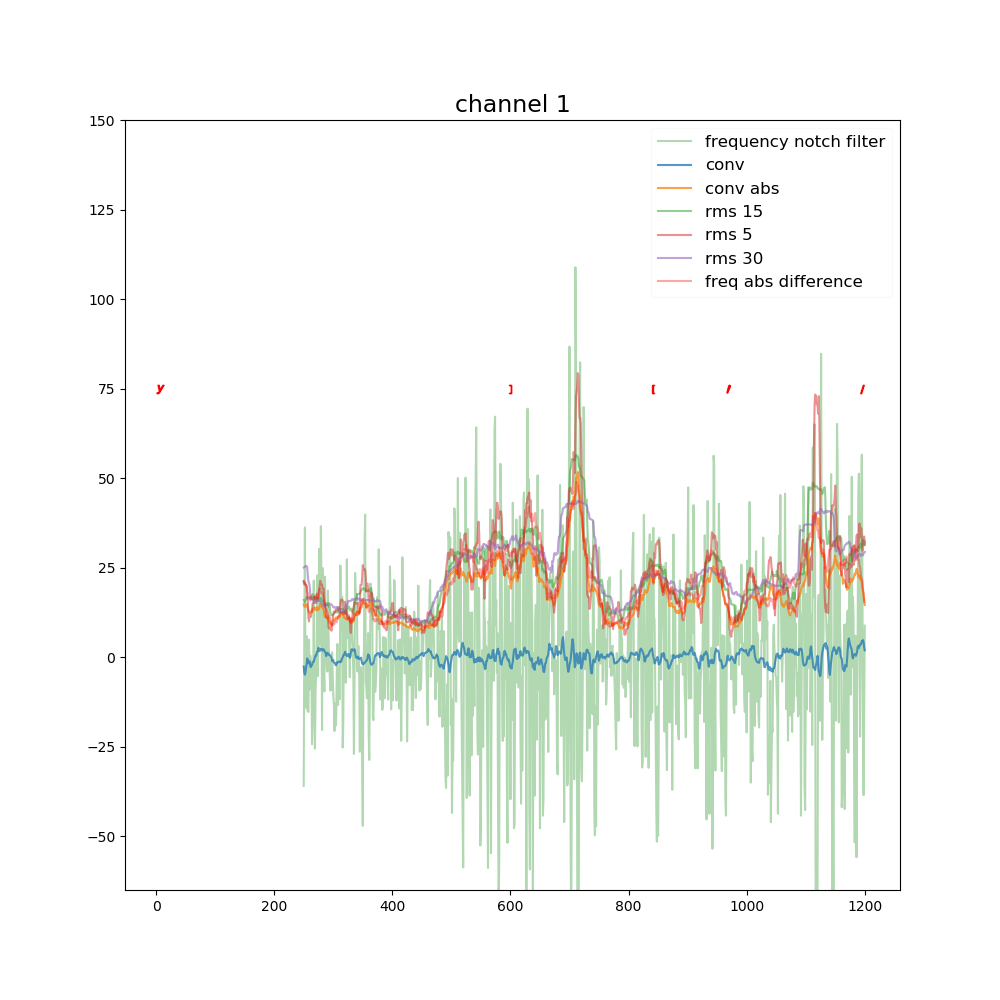 channel 1
150
125
100
75
50
25
0
−25
−50
frequency notch filter
conv
conv abs
rms 15
rms 5
rms 30
freq abs difference
0 200 400 600 800 1000 1200